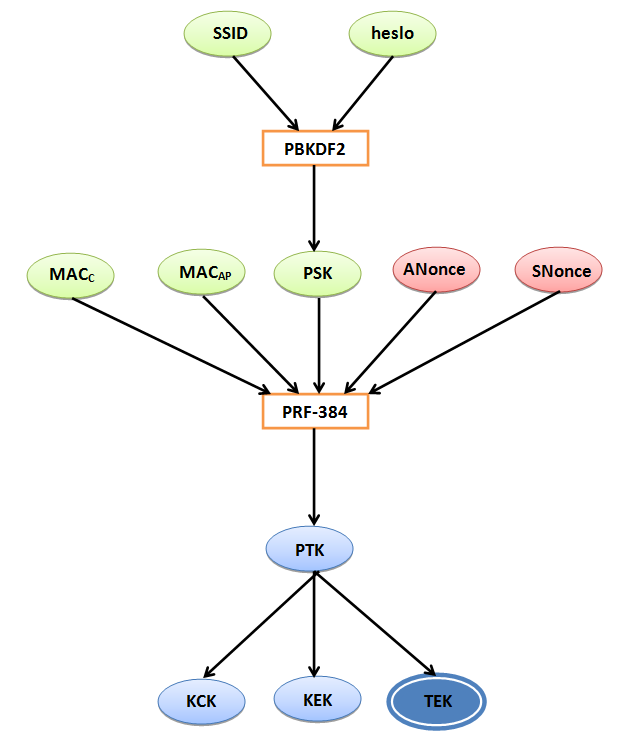 SSID
heslo
PBKDF2
MACC
MACAP
PSK
ANonce
SNonce
PRF-384
PTK
KCK
KEK
TEK